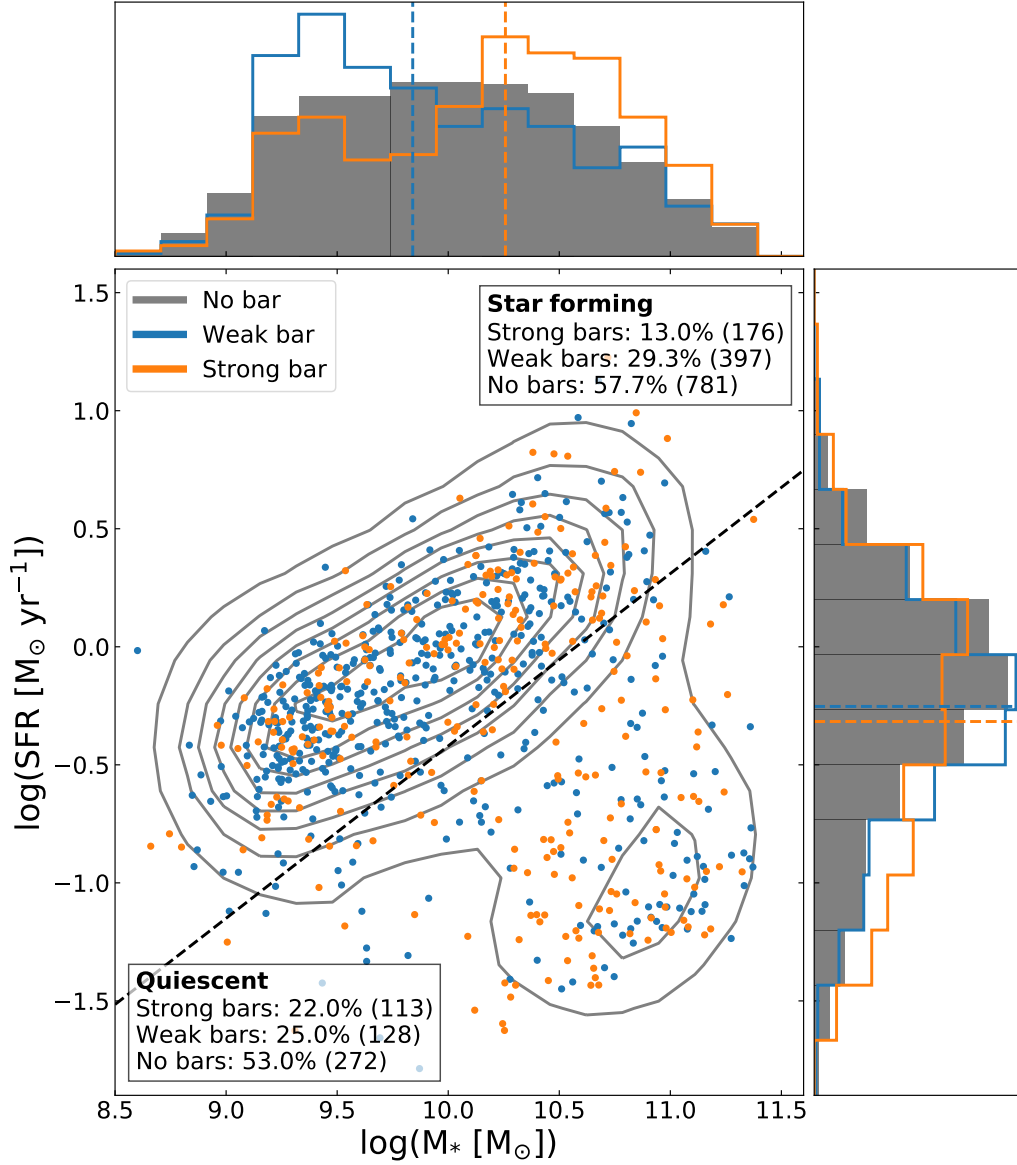 No bar
Weak bar
Strong bar
Star forming
Strong bars: 13.0% (176)
Weak bars: 29.3% (397)
No bars: 57.7% (781)
1.5
1.0
0.5
0.0
−0.5
−1.0
−1.5
log(SFR [M⊙ yr⁻¹])
Quiescent
Strong bars: 22.0% (113)
Weak bars: 25.0% (128)
No bars: 53.0% (272)
8.5 9.0 9.5 10.0 10.5 11.0 11.5
log(M* [M⊙])